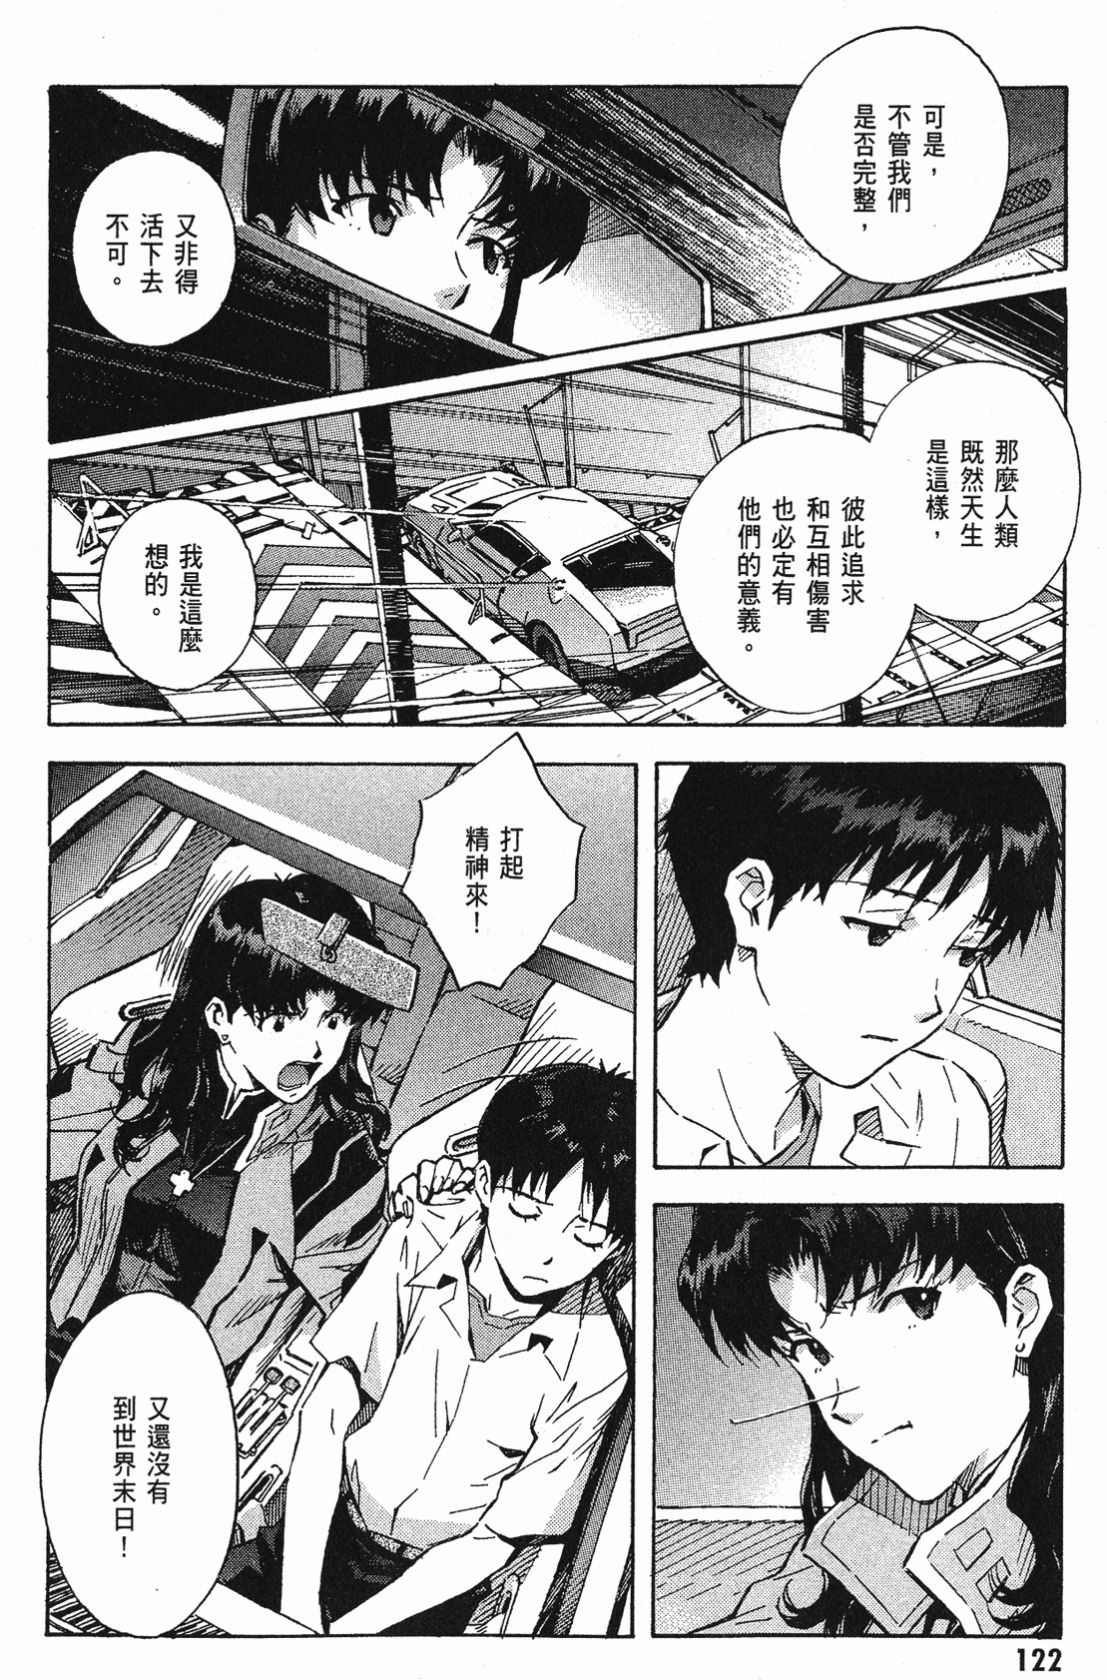 可是，
不管我們
是否完整，
又非得
活下去
不可。
那麼人類
既然天生
是這樣，
彼此追求
和互相傷害
也必定有
他們的意義。
我是這麼
想的。
打起
精神來！
又還沒有
到世界末日！
122